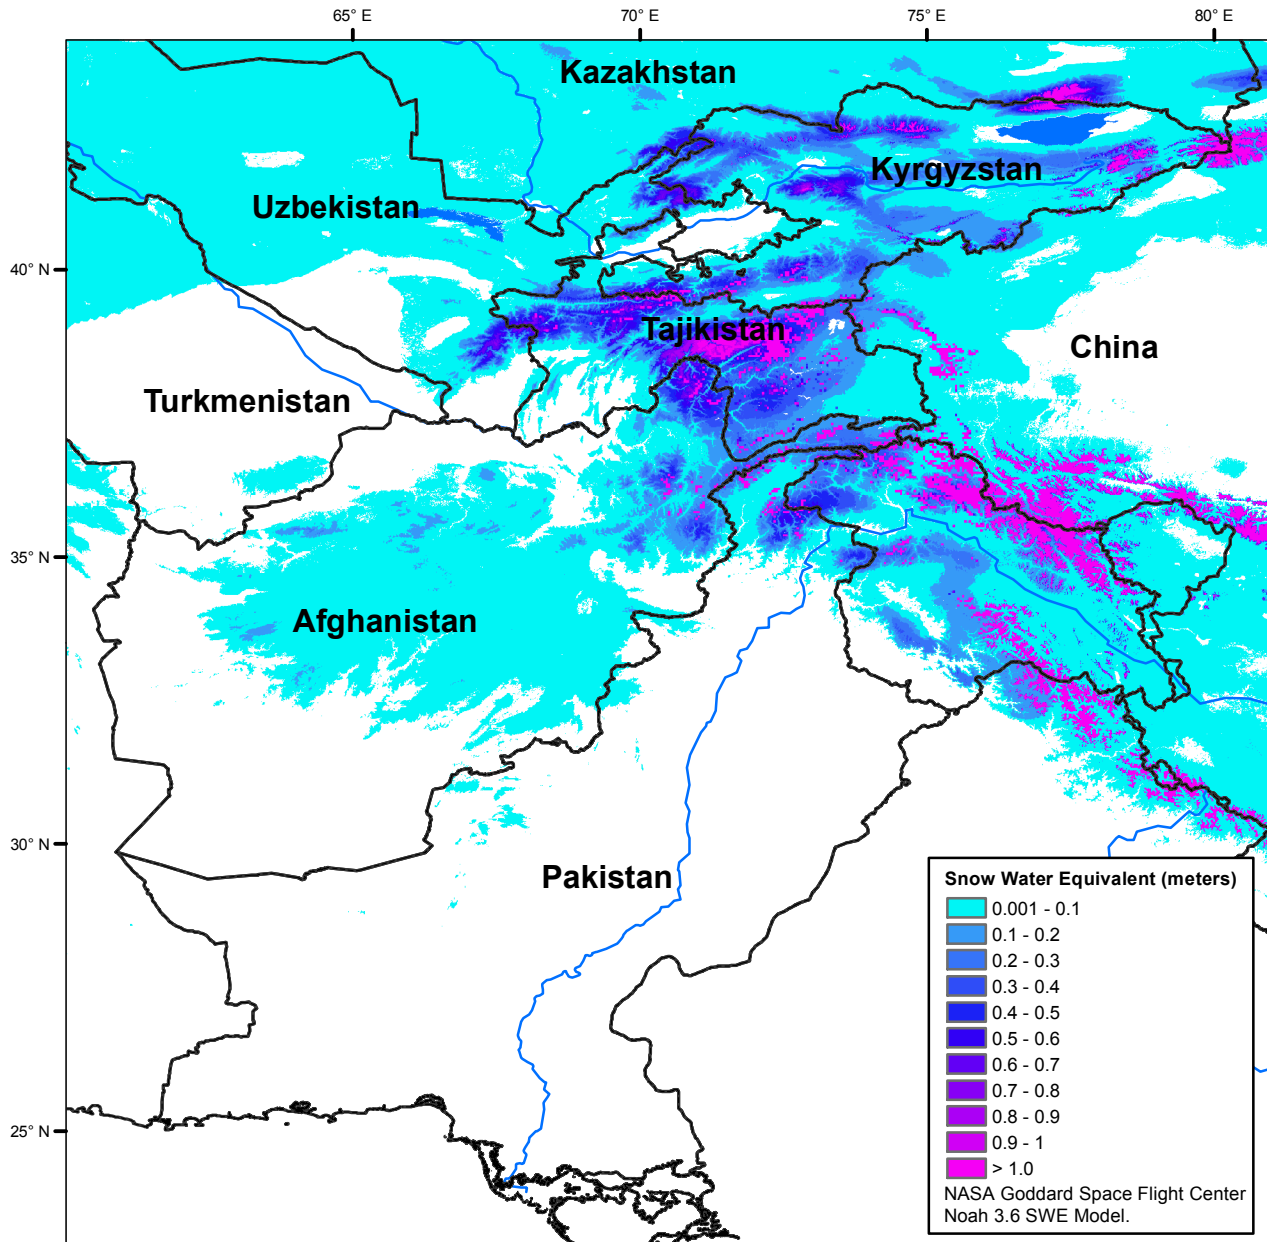 65° E
70° E
75° E
80° E
Kazakhstan
Kyrgyzstan
Uzbekistan
40° N
Tajikistan
China
Turkmenistan
35° N
Afghanistan
30° N
Pakistan
25° N
Snow Water Equivalent (meters)
0.001 - 0.1
0.1 - 0.2
0.2 - 0.3
0.3 - 0.4
0.4 - 0.5
0.5 - 0.6
0.6 - 0.7
0.7 - 0.8
0.8 - 0.9
0.9 - 1
> 1.0
NASA Goddard Space Flight Center
Noah 3.6 SWE Model.